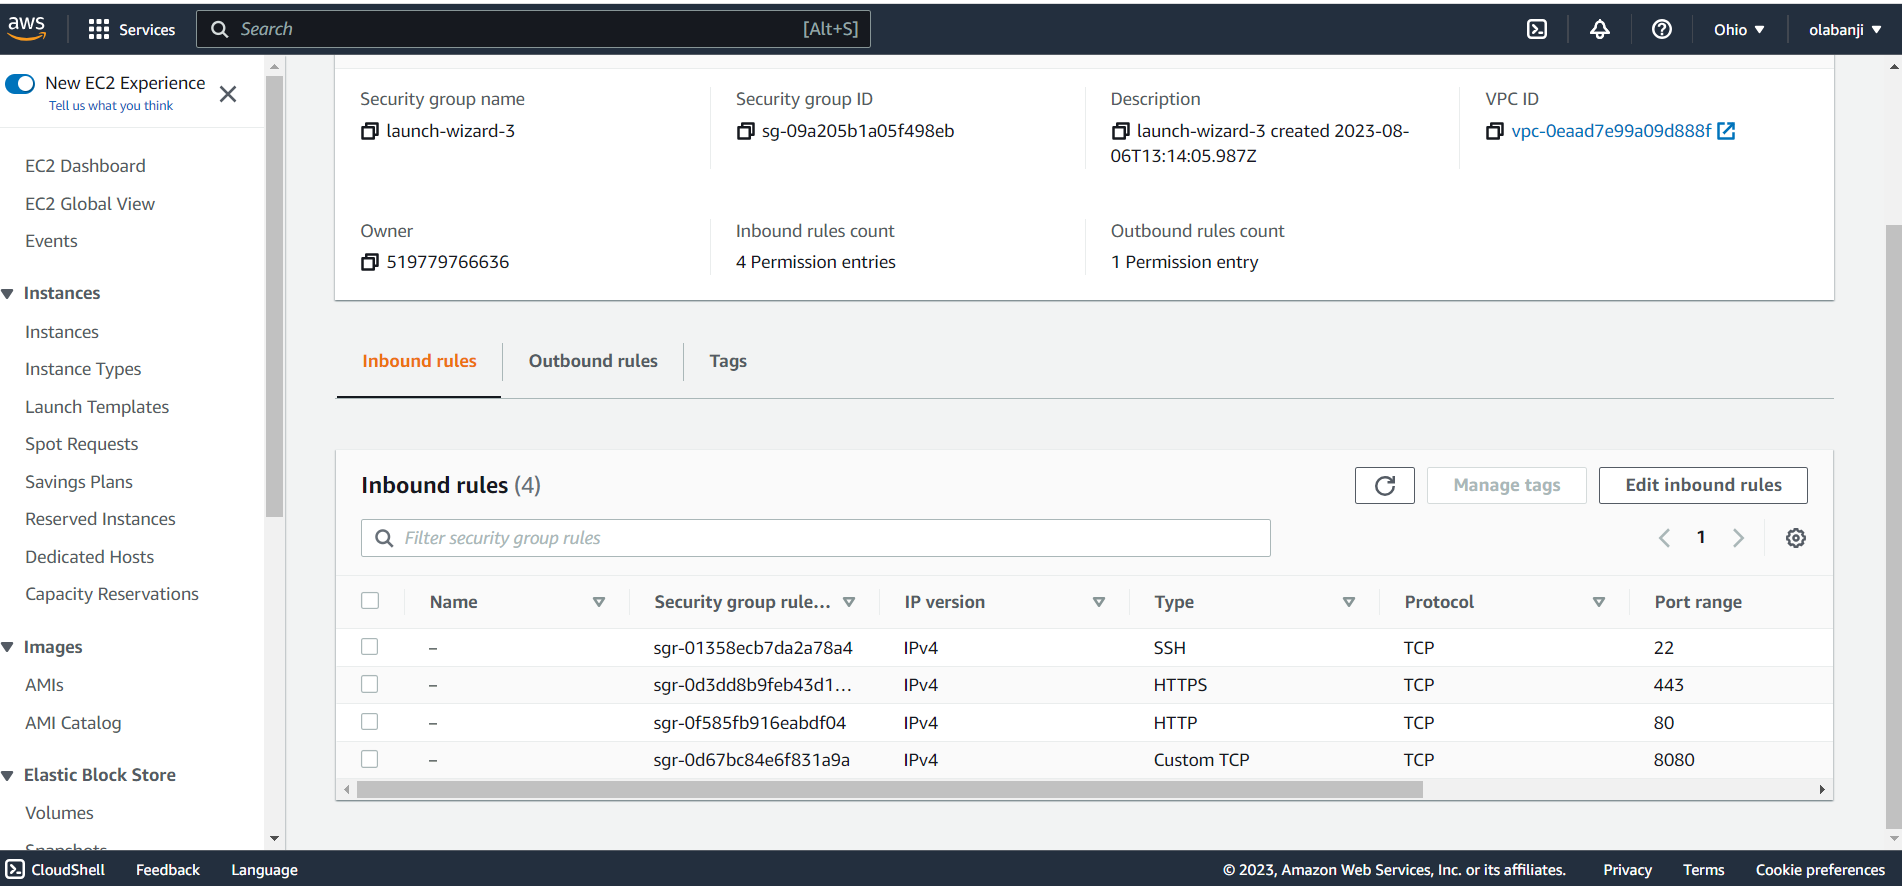 aws
Services
Search
[Alt+S]
Ohio
olabanji
New EC2 Experience
Tell us what you think
EC2 Dashboard
EC2 Global View
Events
Instances
Instances
Instance Types
Launch Templates
Spot Requests
Savings Plans
Reserved Instances
Dedicated Hosts
Capacity Reservations
Images
AMIs
AMI Catalog
Elastic Block Store
Volumes
Snapshots
Security group name
launch-wizard-3
Security group ID
sg-09a205b1a05f498eb
Description
launch-wizard-3 created 2023-08-
06T13:14:05.987Z
VPC ID
vpc-0eaad7e99a09d888f
Owner
519779766636
Inbound rules count
4 Permission entries
Outbound rules count
1 Permission entry
Inbound rules
Outbound rules
Tags
Inbound rules (4)
Manage tags
Edit inbound rules
Filter security group rules
1
Name Security group rule... IP version Type Protocol Port range
– sgr-01358ecb7da2a78a4 IPv4 SSH TCP 22
– sgr-0d3dd8b9feb43d1... IPv4 HTTPS TCP 443
– sgr-0f585fb916eabdf04 IPv4 HTTP TCP 80
– sgr-0d67bc84e6f831a9a IPv4 Custom TCP TCP 8080
CloudShell
Feedback
Language
© 2023, Amazon Web Services, Inc. or its affiliates.
Privacy
Terms
Cookie preferences